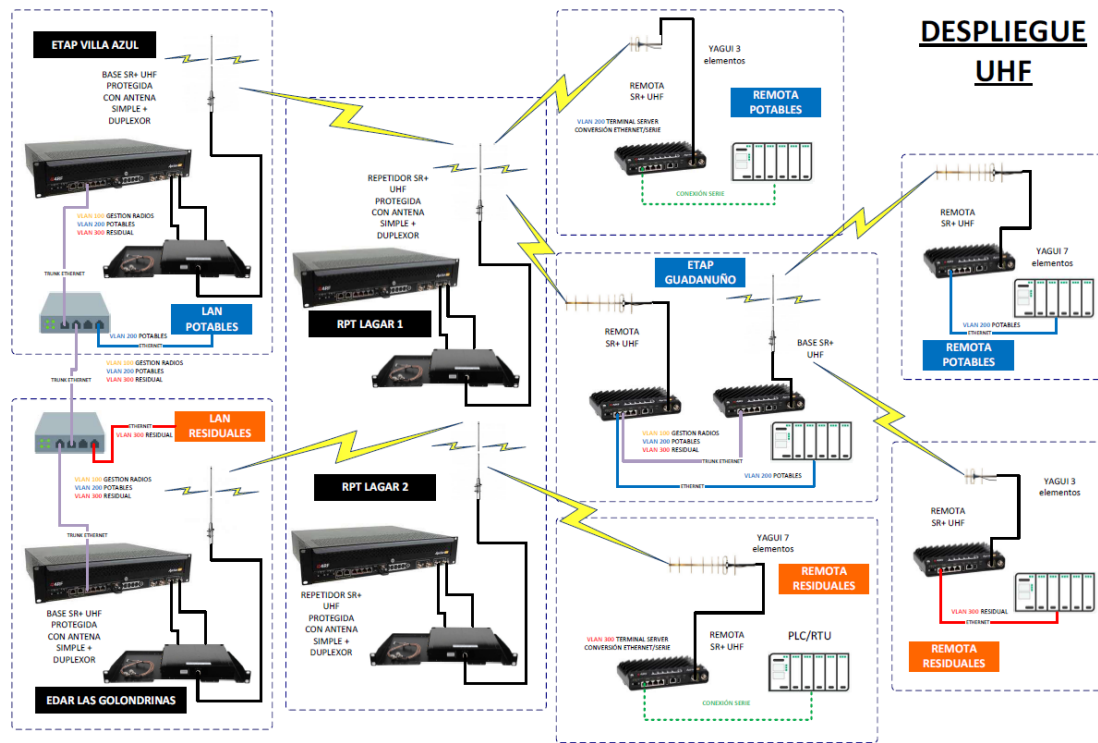 DESPLIEGUE
UHF
ETAP VILLA AZUL
BASE SR+ UHF
PROTEGIDA
CON ANTENA
SIMPLE +
DUPLEXOR
VLAN 100 GESTION RADIOS
VLAN 200 POTABLES
VLAN 300 RESIDUAL
TRUNK ETHERNET
LAN
POTABLES
VLAN 200 POTABLES
ETHERNET
VLAN 100 GESTION RADIOS
VLAN 200 POTABLES
VLAN 300 RESIDUAL
TRUNK ETHERNET
LAN
RESIDUALES
ETHERNET
VLAN 300 RESIDUAL
VLAN 100 GESTION RADIOS
VLAN 200 POTABLES
VLAN 300 RESIDUAL
TRUNK ETHERNET
BASE SR+ UHF
PROTEGIDA
CON ANTENA
SIMPLE +
DUPLEXOR
EDAR LAS GOLONDRINAS
REPETIDOR SR+
UHF
PROTEGIDA
CON ANTENA
SIMPLE +
DUPLEXOR
RPT LAGAR 1
RPT LAGAR 2
REPETIDOR SR+
UHF
PROTEGIDA
CON ANTENA
SIMPLE +
DUPLEXOR
YAGUI 3
elementos
REMOTA
SR+ UHF
REMOTA
POTABLES
VLAN 200 TERMINAL SERVER
CONVERSIÓN ETHERNET/SERIE
CONEXIÓN SERIE
ETAP
GUADANUÑO
REMOTA
SR+ UHF
BASE SR+
UHF
VLAN 100 GESTION RADIOS
VLAN 200 POTABLES
VLAN 300 RESIDUAL
TRUNK ETHERNET
ETHERNET
VLAN 200 POTABLES
YAGUI 7
elementos
REMOTA
RESIDUALES
VLAN 300 TERMINAL SERVER
CONVERSIÓN ETHERNET/SERIE
REMOTA
SR+ UHF
PLC/RTU
CONEXIÓN SERIE
REMOTA
SR+ UHF
YAGUI 7
elementos
VLAN 200 POTABLES
ETHERNET
REMOTA
POTABLES
YAGUI 3
elementos
REMOTA
SR+ UHF
VLAN 300 RESIDUAL
ETHERNET
REMOTA
RESIDUALES